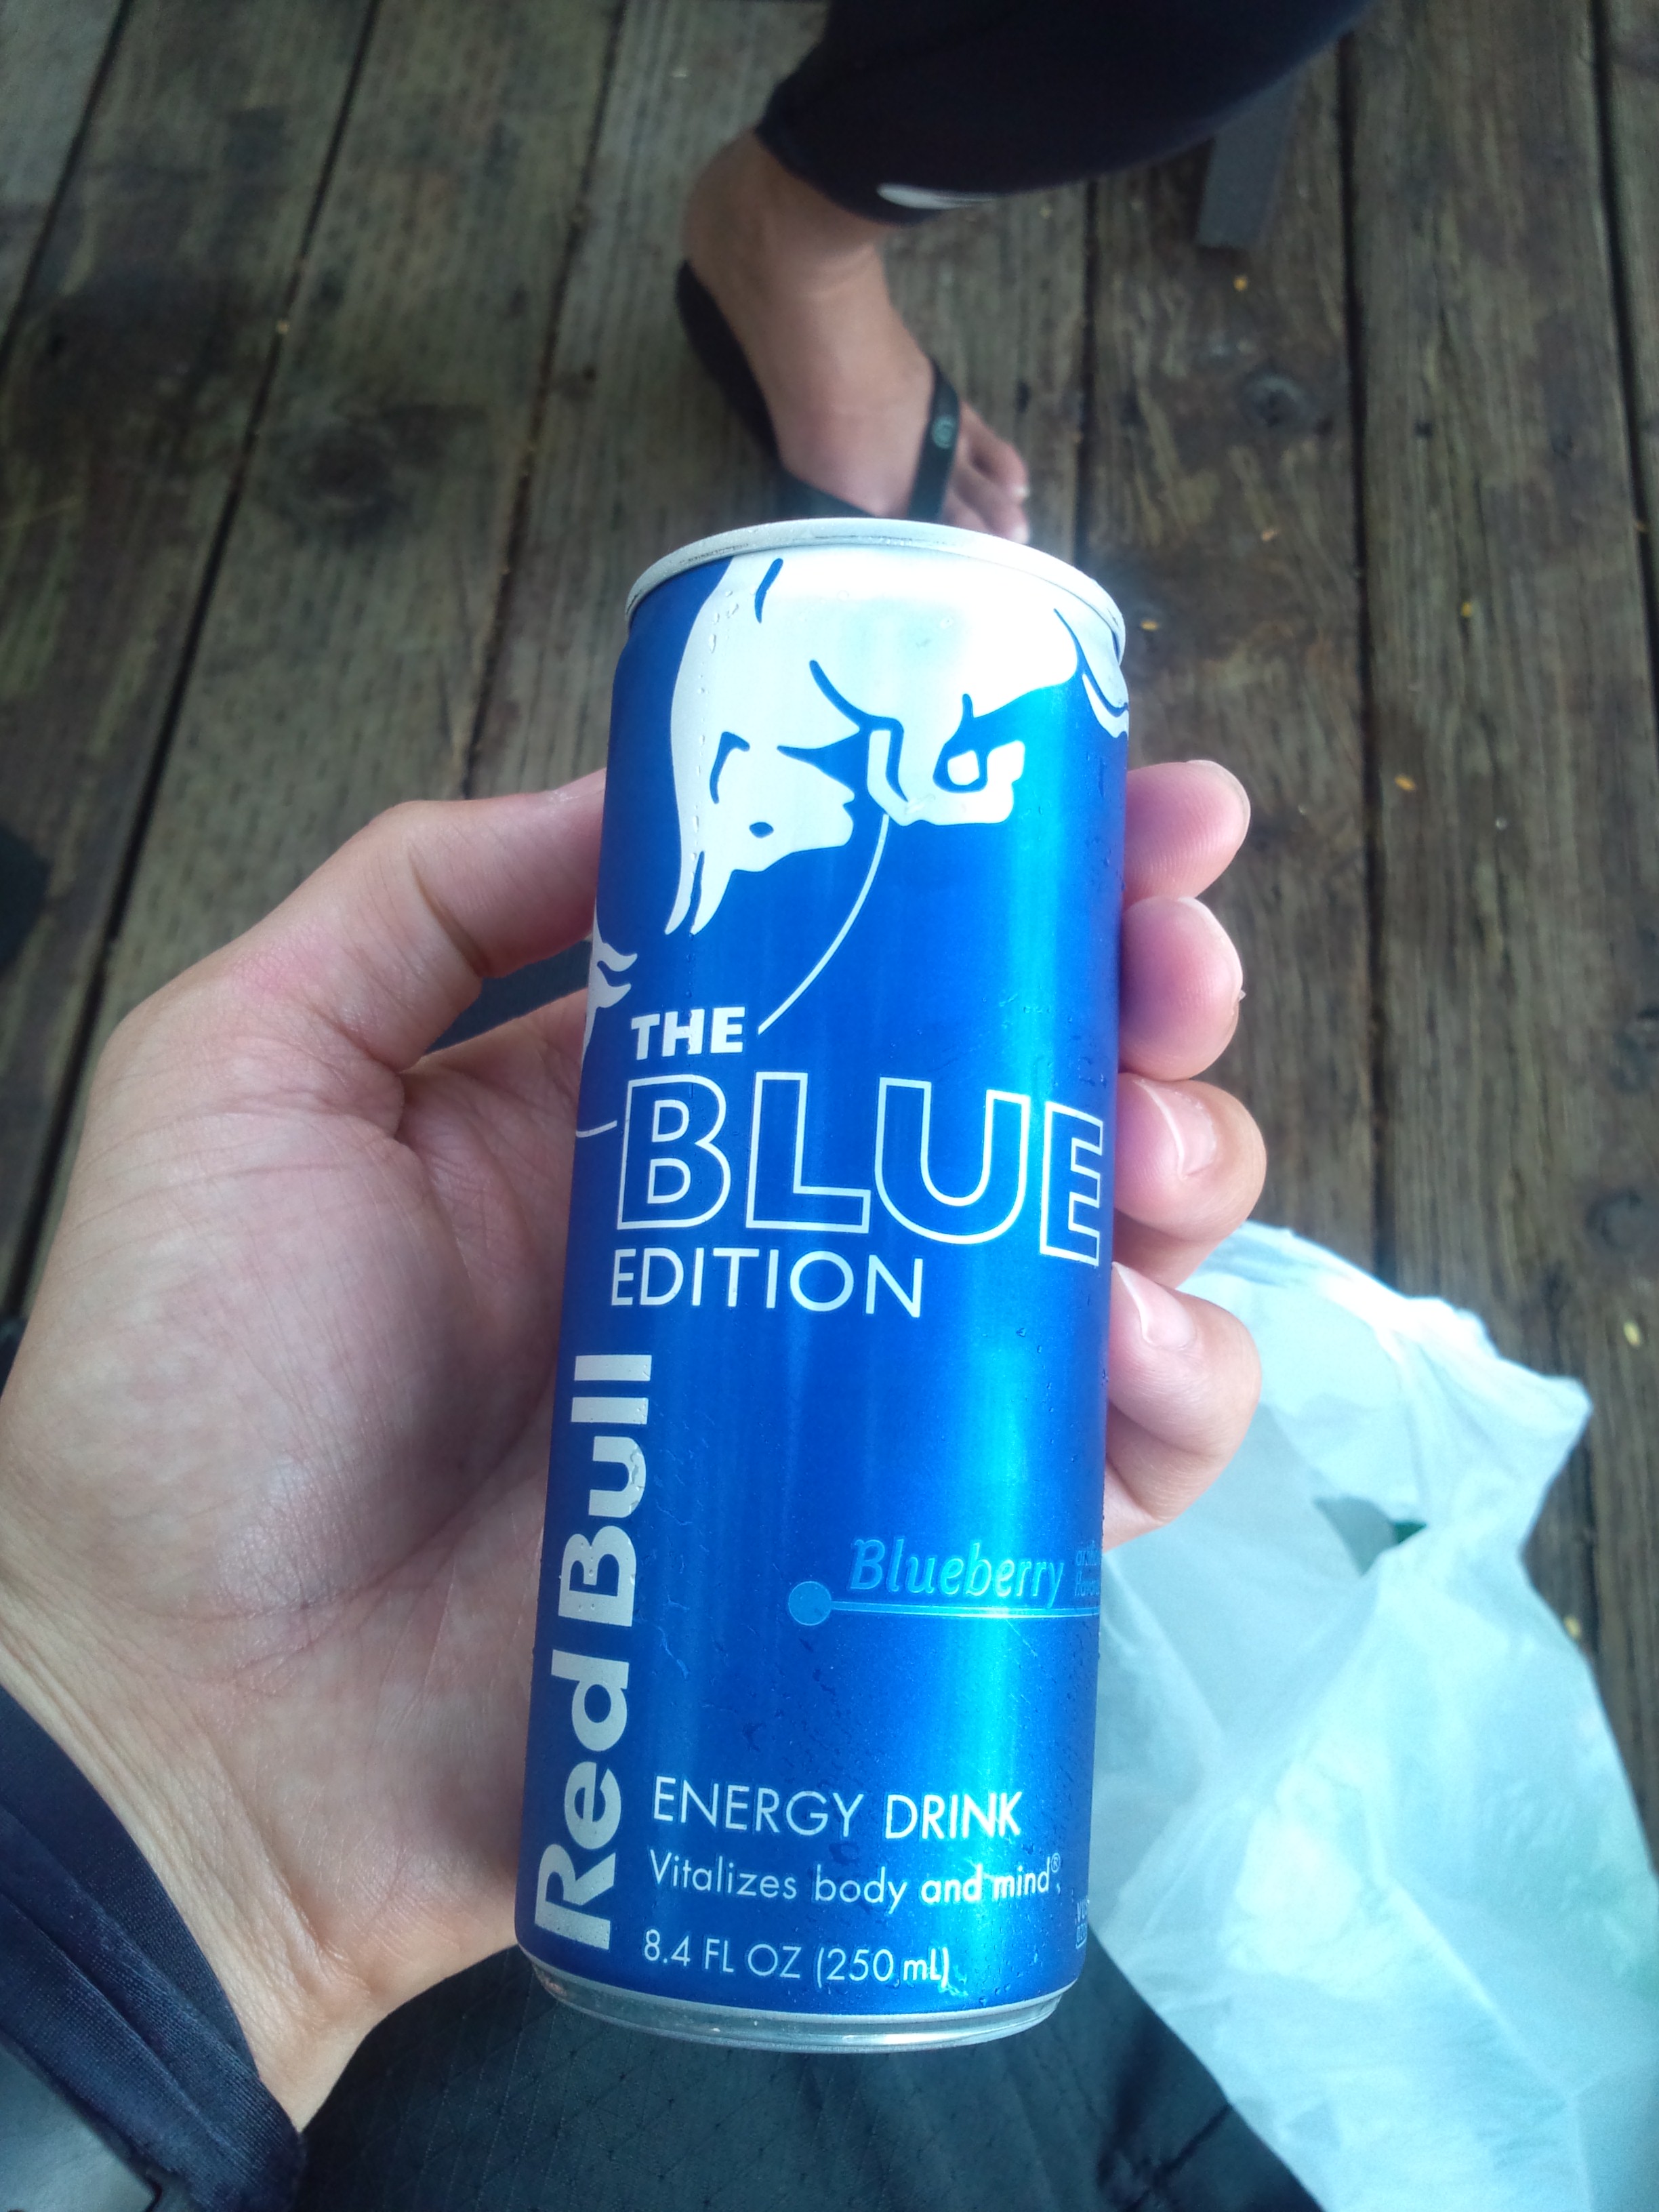 THE
BLUE
EDITION
Red Bull
Blueberry
ENERGY DRINK
Vitalizes body and mind®
8.4 FL OZ (250 mL)